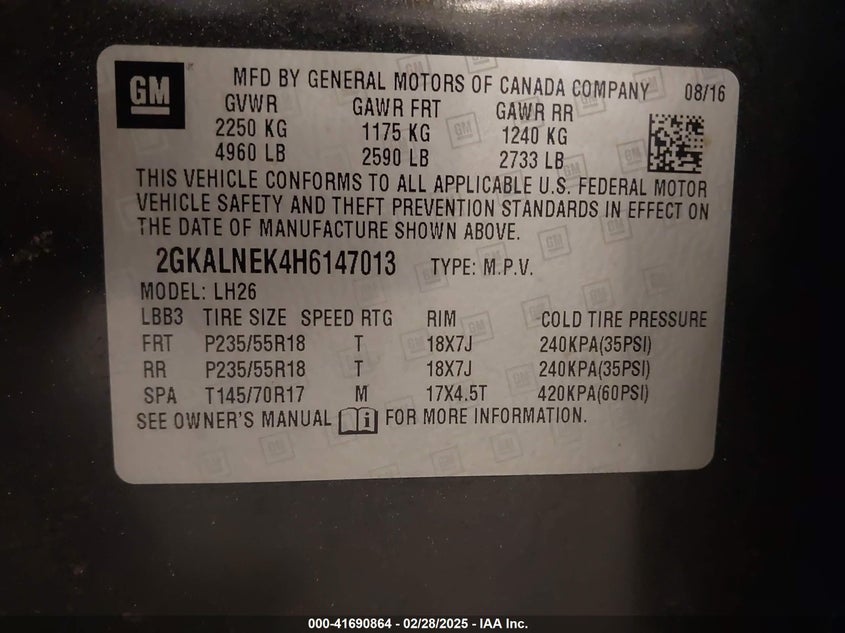 GM
MFD BY GENERAL MOTORS OF CANADA COMPANY 08/16
GVWR GAWR FRT GAWR RR
2250 KG 1175 KG 1240 KG
4960 LB 2590 LB 2733 LB
THIS VEHICLE CONFORMS TO ALL APPLICABLE U.S. FEDERAL MOTOR
VEHICLE SAFETY AND THEFT PREVENTION STANDARDS IN EFFECT ON
THE DATE OF MANUFACTURE SHOWN ABOVE.
2GKALNEK4H6147013 TYPE: M.P.V.
MODEL: LH26
LBB3 TIRE SIZE SPEED RTG RIM COLD TIRE PRESSURE
FRT P235/55R18 T 18X7J 240KPA(35PSI)
RR P235/55R18 T 18X7J 240KPA(35PSI)
SPA T145/70R17 M 17X4.5T 420KPA(60PSI)
SEE OWNER'S MANUAL i FOR MORE INFORMATION.
000-41690864 - 02/28/2025 - IAA Inc.